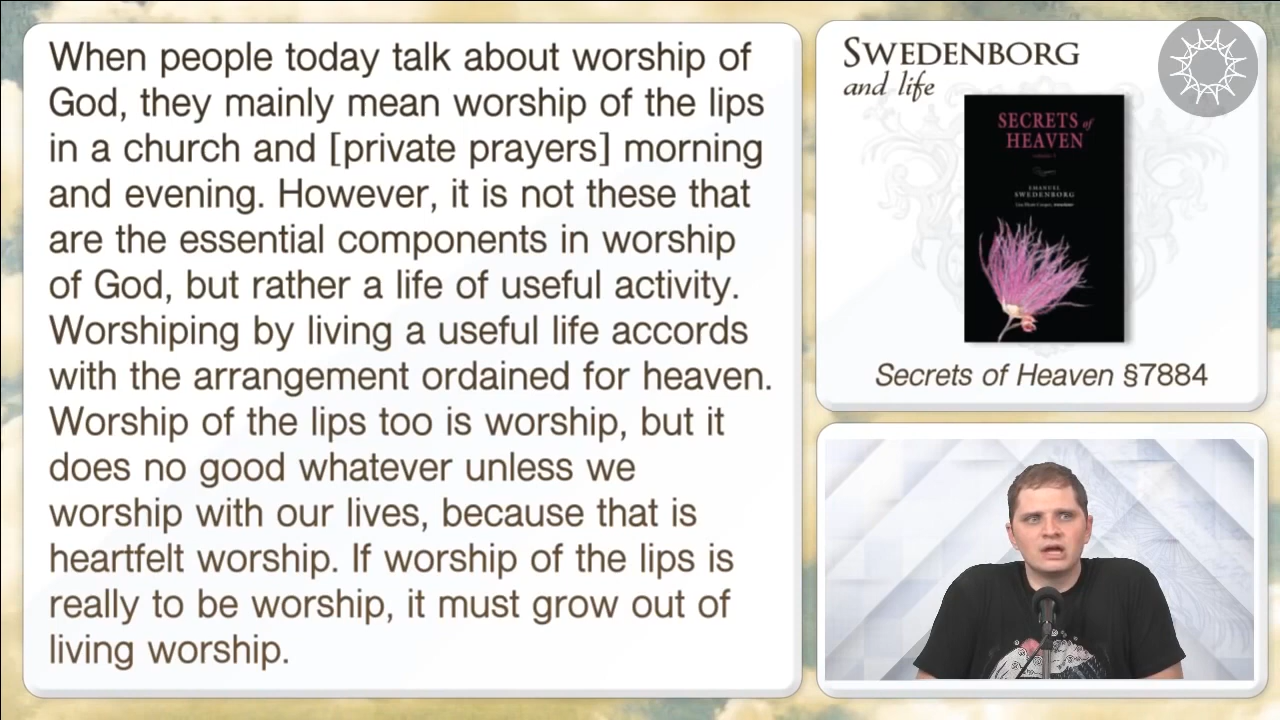 When people today talk about worship of
God, they mainly mean worship of the lips
in a church and [private prayers] morning
and evening. However, it is not these that
are the essential components in worship
of God, but rather a life of useful activity.
Worshiping by living a useful life accords
with the arrangement ordained for heaven.
Worship of the lips too is worship, but it
does no good whatever unless we
worship with our lives, because that is
heartfelt worship. If worship of the lips is
really to be worship, it must grow out of
living worship.
SWEDENBORG
and life
SECRETS of
HEAVEN
EMANUEL
SWEDENBORG
Secrets of Heaven §7884